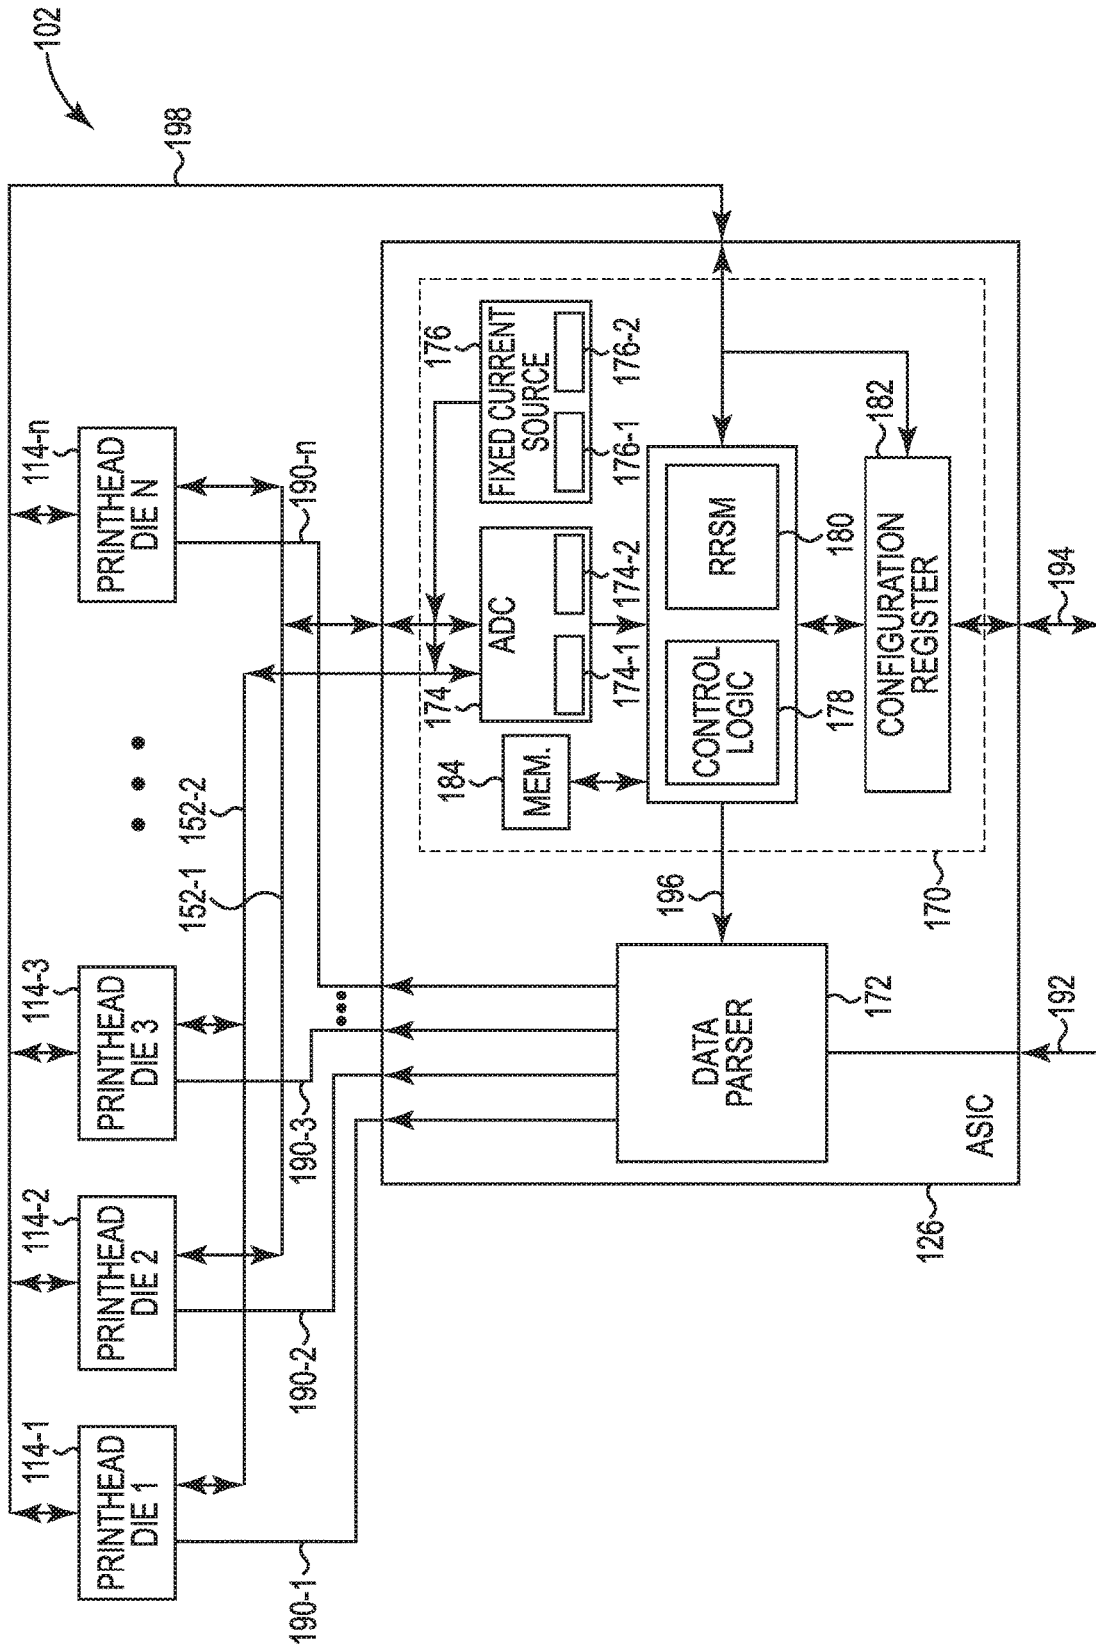 102
198
114-1
114-2
114-3
114-n
PRINTHEAD
DIE 1
PRINTHEAD
DIE 2
PRINTHEAD
DIE 3
PRINTHEAD
DIE N
152-1
152-2
190-1
190-2
190-3
190-n
184
MEM.
174
ADC
174-1
174-2
176
FIXED CURRENT
SOURCE
176-1
176-2
196
CONTROL
LOGIC
178
RRSM
180
182
CONFIGURATION
REGISTER
170
DATA
PARSER
172
ASIC
126
192
194